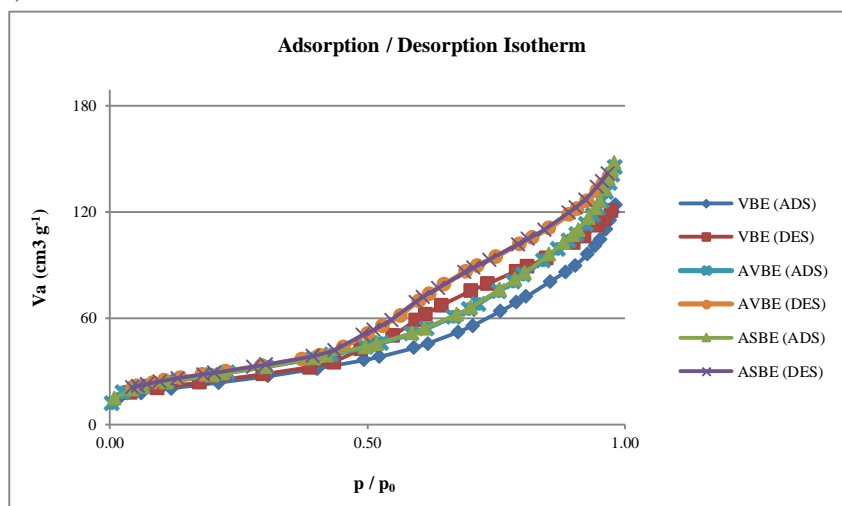 Adsorption / Desorption Isotherm
180
120
60
0
0.00
0.50
1.00
Va (cm3 g-1)
p / p0
VBE (ADS)
VBE (DES)
AVBE (ADS)
AVBE (DES)
ASBE (ADS)
ASBE (DES)